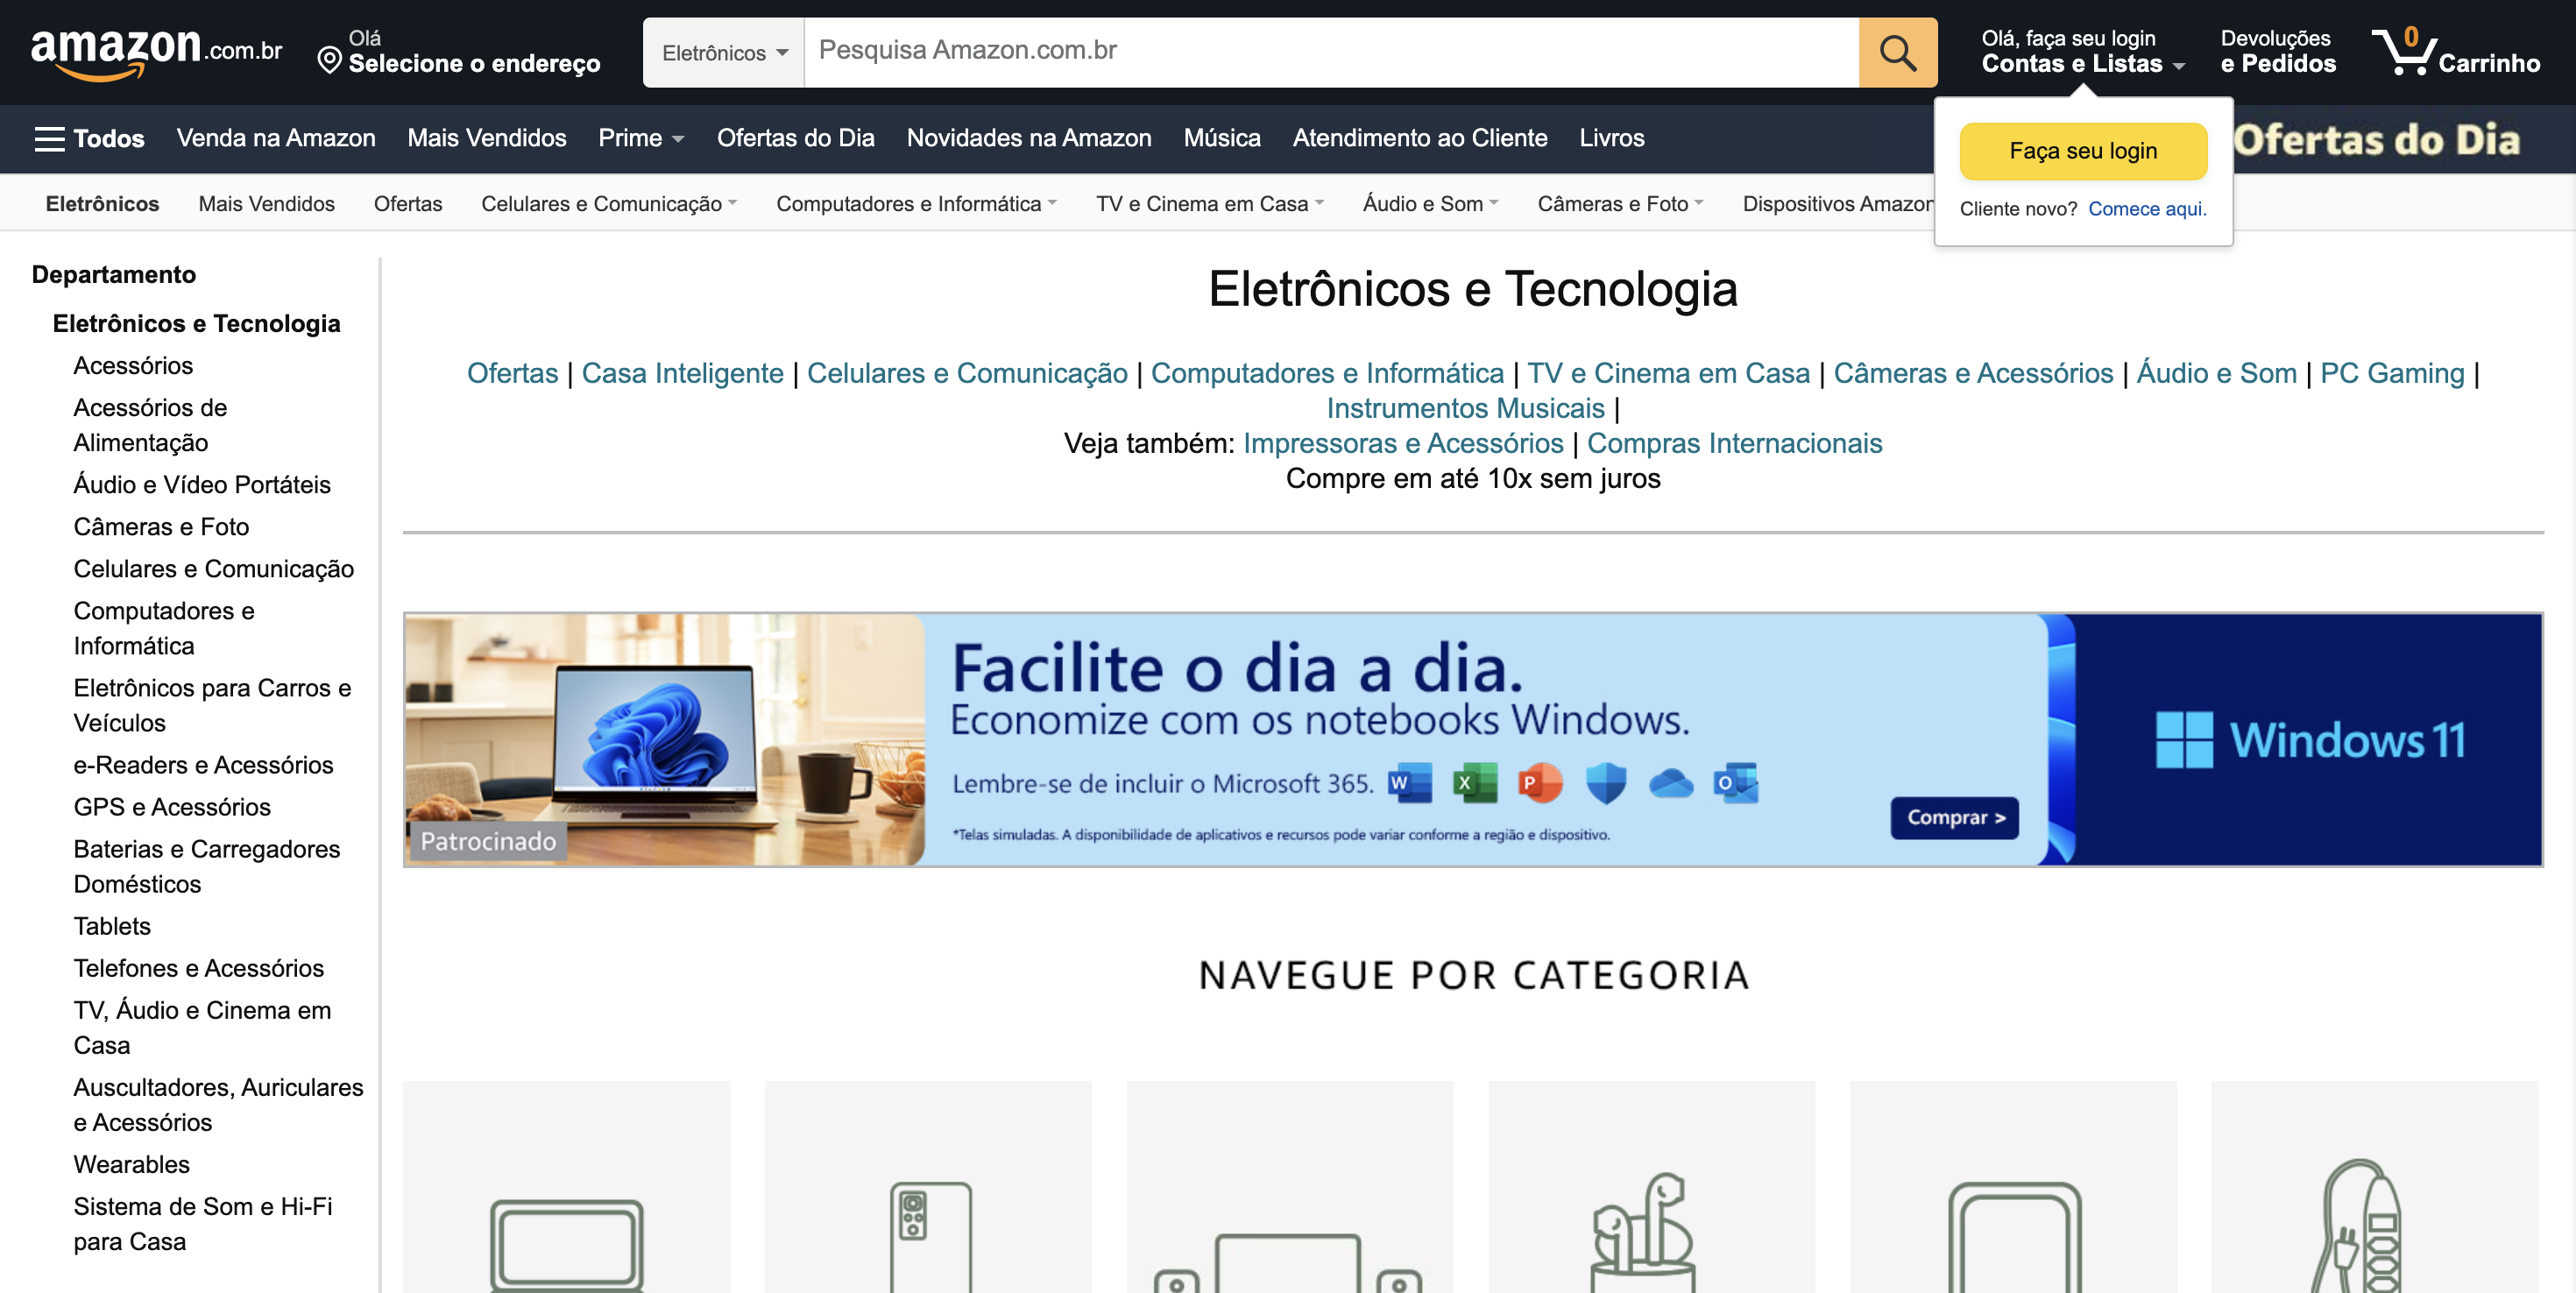 amazon.com.br
Olá
Selecione o endereço
Eletrônicos
Pesquisa Amazon.com.br
Olá, faça seu login
Contas e Listas
Devoluções
e Pedidos
0
Carrinho
Todos
Venda na Amazon
Mais Vendidos
Prime
Ofertas do Dia
Novidades na Amazon
Música
Atendimento ao Cliente
Livros
Ofertas do Dia
Faça seu login
Cliente novo? Comece aqui.
Eletrônicos
Mais Vendidos
Ofertas
Celulares e Comunicação
Computadores e Informática
TV e Cinema em Casa
Áudio e Som
Câmeras e Foto
Dispositivos Amazon
Departamento
Eletrônicos e Tecnologia
Acessórios
Acessórios de
Alimentação
Áudio e Vídeo Portáteis
Câmeras e Foto
Celulares e Comunicação
Computadores e
Informática
Eletrônicos para Carros e
Veículos
e-Readers e Acessórios
GPS e Acessórios
Baterias e Carregadores
Domésticos
Tablets
Telefones e Acessórios
TV, Áudio e Cinema em
Casa
Auscultadores, Auriculares
e Acessórios
Wearables
Sistema de Som e Hi-Fi
para Casa
Eletrônicos e Tecnologia
Ofertas | Casa Inteligente | Celulares e Comunicação | Computadores e Informática | TV e Cinema em Casa | Câmeras e Acessórios | Áudio e Som | PC Gaming |
Instrumentos Musicais |
Veja também: Impressoras e Acessórios | Compras Internacionais
Compre em até 10x sem juros
Facilite o dia a dia.
Economize com os notebooks Windows.
Lembre-se de incluir o Microsoft 365. W X P O
*Telas simuladas. A disponibilidade de aplicativos e recursos pode variar conforme a região e dispositivo.
Comprar >
Windows 11
Patrocinado
NAVEGUE POR CATEGORIA